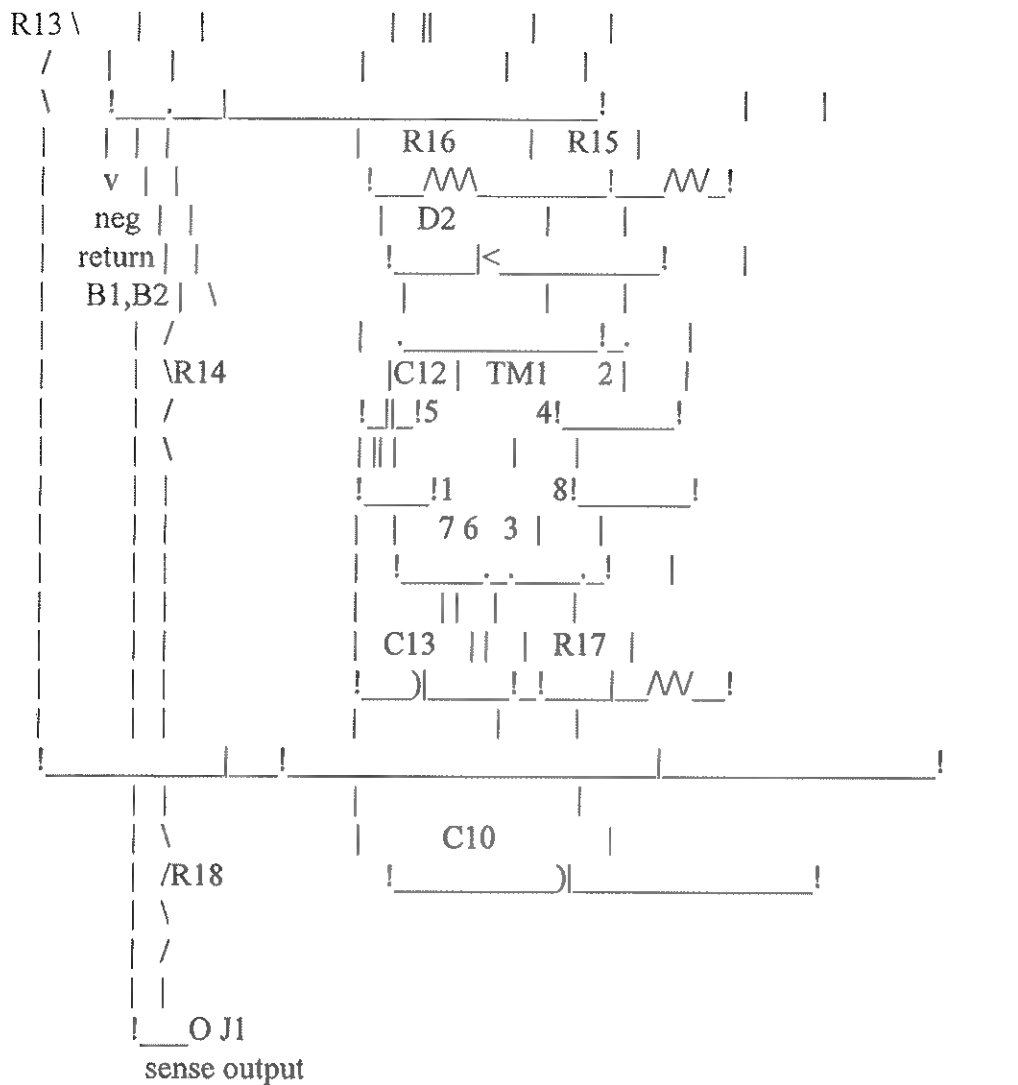 R13
R16 R15
v
neg D2
return
B1,B2
R14 C12 TM1 2
5 4
1 8
7 6 3
C13 R17
C10
R18
O J1
sense output